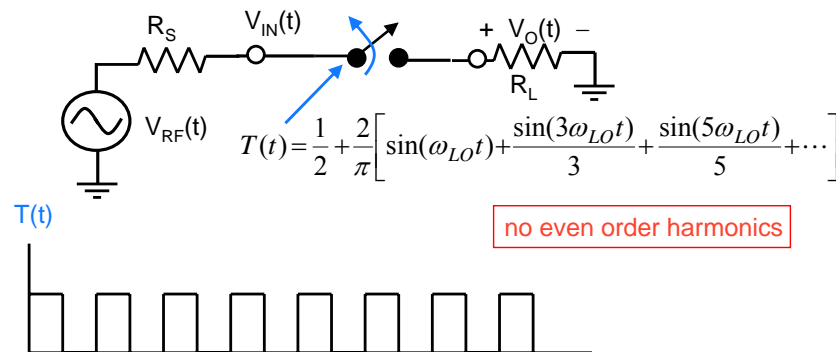 R_S V_IN(t) + V_O(t) −
R_L
V_RF(t)
T(t) = 1/2 + 2/π [ sin(ω_LO t) + sin(3ω_LO t)/3 + sin(5ω_LO t)/5 + ⋯ ]
T(t)
no even order harmonics